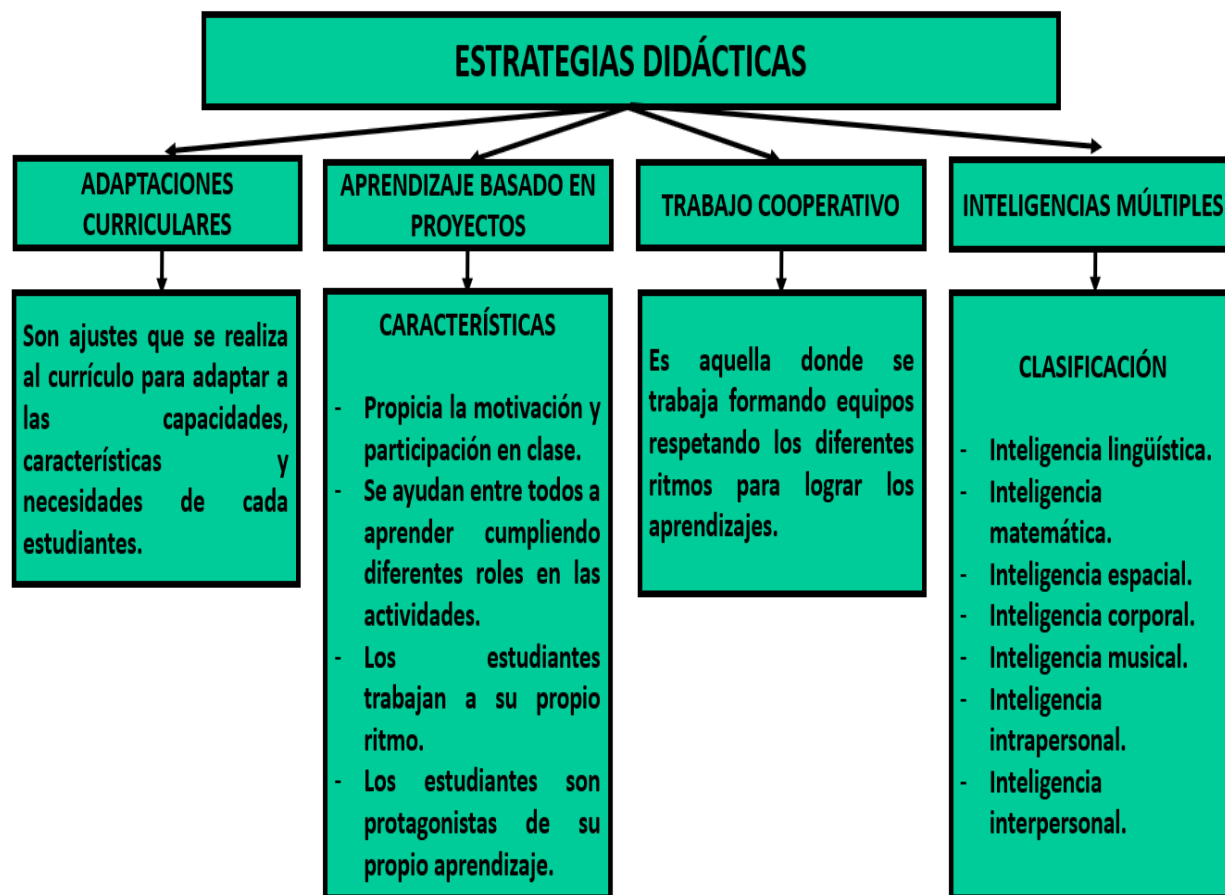 ESTRATEGIAS DIDÁCTICAS
ADAPTACIONES
CURRICULARES
Son ajustes que se realiza
al currículo para adaptar a
las capacidades,
características y
necesidades de cada
estudiantes.
APRENDIZAJE BASADO EN
PROYECTOS
CARACTERÍSTICAS
- Propicia la motivación y
participación en clase.
- Se ayudan entre todos a
aprender cumpliendo
diferentes roles en las
actividades.
- Los estudiantes
trabajan a su propio
ritmo.
- Los estudiantes son
protagonistas de su
propio aprendizaje.
TRABAJO COOPERATIVO
Es aquella donde se
trabaja formando equipos
respetando los diferentes
ritmos para lograr los
aprendizajes.
INTELIGENCIAS MÚLTIPLES
CLASIFICACIÓN
- Inteligencia lingüística.
- Inteligencia
matemática.
- Inteligencia espacial.
- Inteligencia corporal.
- Inteligencia musical.
- Inteligencia
intrapersonal.
- Inteligencia
interpersonal.